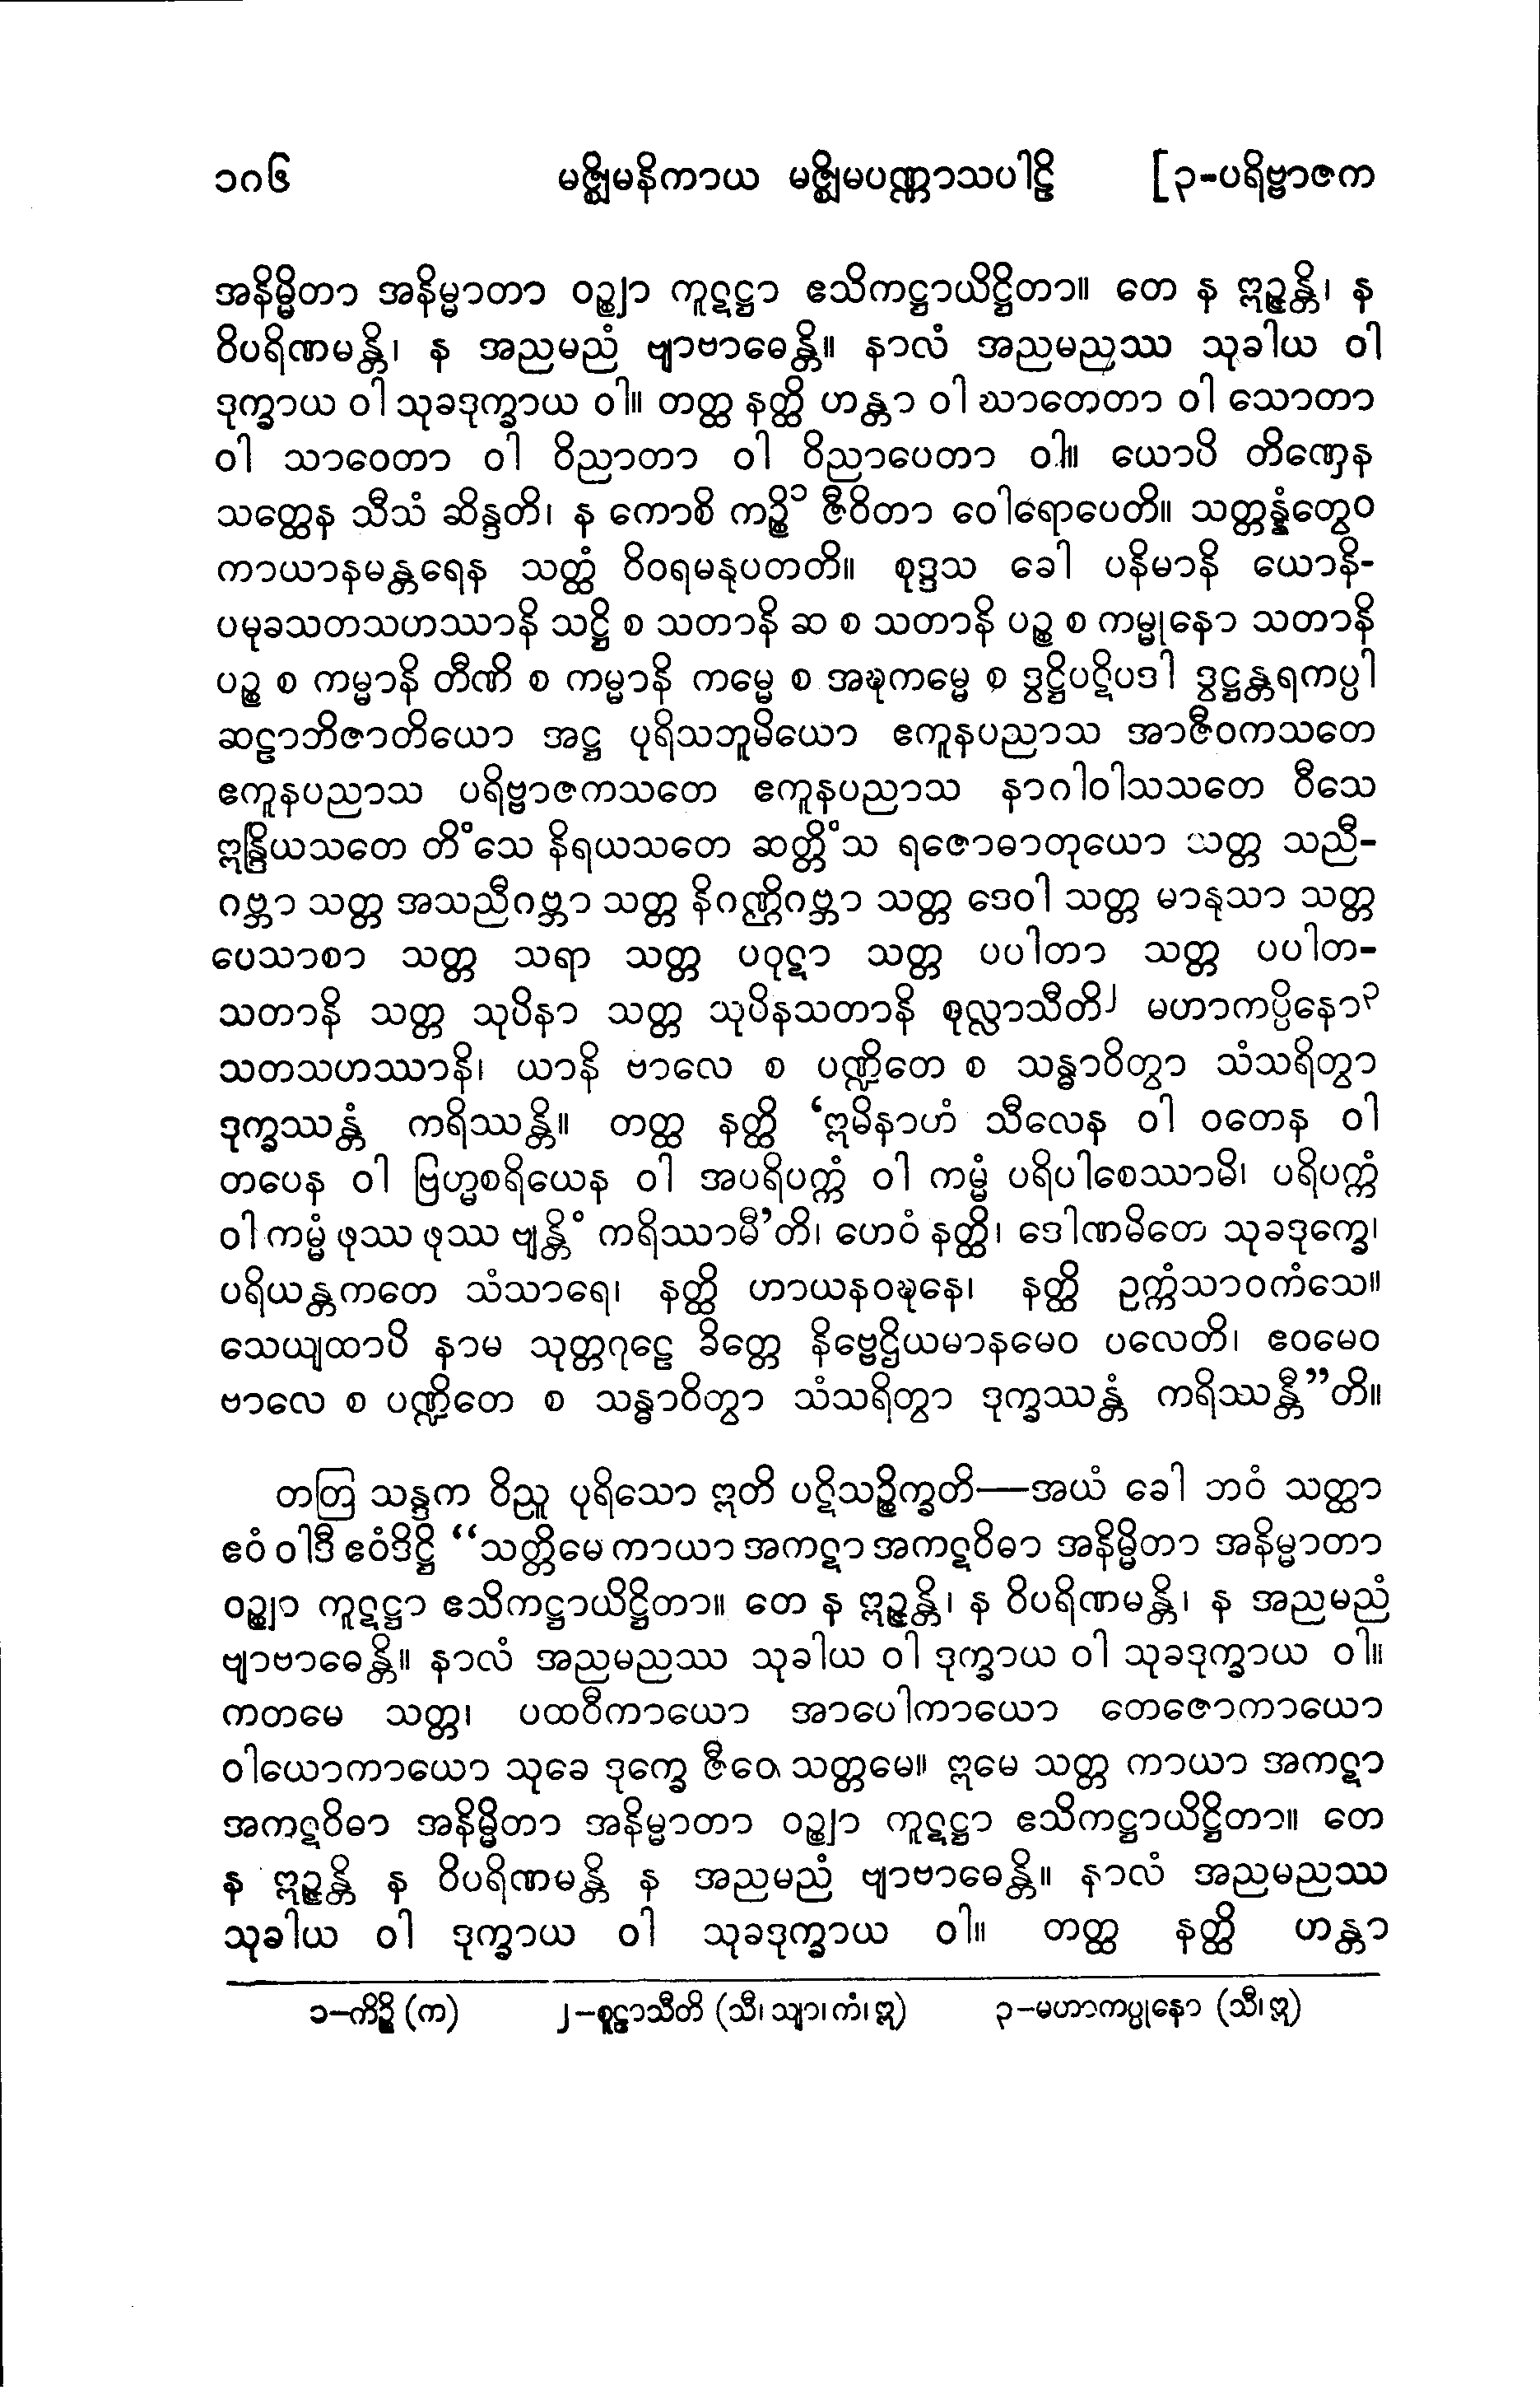 ၁၈၆ မဇ္ဈိမနိကာယ မဇ္ဈိမပဏ္ဏာသပါဠိ [၃-ပရိဗ္ဗာဇက
အနိမ္မိတာ အနိမ္မာတာ ဝဉ္ဈာ ကူဋဋ္ဌာ ဧသိကဋ္ဌာယိဋ္ဌိတာ။ တေ န ဣဉ္ဇန္တိ၊ န
ဝိပရိဏမန္တိ၊ န အညမညံ ဗျာဗာဓေန္တိ။ နာလံ အညမညဿ သုခါယ ဝါ
ဒုက္ခာယ ဝါ သုခဒုက္ခာယ ဝါ။ တတ္ထ နတ္ထိ ဟန္တာ ဝါ ဃာတေတာ ဝါ သောတာ
ဝါ သာဝေတာ ဝါ ဝိညာတာ ဝါ ဝိညာပေတာ ဝါ။ ယောပိ တိဏှေန
သတ္ထေန သီသံ ဆိန္ဒတိ၊ န ကောစိ ကဉ္စိ၁ ဇီဝိတာ ဝေါရောပေတိ။ သတ္တန္နံတွေဝ
ကာယာနမန္တရေန သတ္ထံ ဝိဝရမနုပတတိ။ စုဒ္ဒသ ခေါ ပနိမာနိ ယောနိ-
ပမုခသတသဟဿာနိ သဋ္ဌိ စ သတာနိ ဆ စ သတာနိ ပဉ္စ စ ကမ္မုနော သတာနိ
ပဉ္စ စ ကမ္မာနိ တီဏိ စ ကမ္မာနိ ကမ္မေ စ အဍ္ဎကမ္မေ စ ဒွဋ္ဌိပဋိပဒါ ဒွဋ္ဌန္တရကပ္ပါ
ဆဠာဘိဇာတိယော အဋ္ဌ ပုရိသဘူမိယော ဧကူနပညာသ အာဇီဝကသတေ
ဧကူနပညာသ ပရိဗ္ဗာဇကသတေ ဧကူနပညာသ နာဂါဝါသသတေ ဝီသေ
ဣန္ဒြိယသတေ တိံသေ နိရယသတေ ဆတ္တိံသ ရဇောဓာတုယော သတ္တ သညီ-
ဂဗ္ဘာ သတ္တ အသညီဂဗ္ဘာ သတ္တ နိဂဏ္ဌိဂဗ္ဘာ သတ္တ ဒေဝါ သတ္တ မာနုသာ သတ္တ
ပေသာစာ သတ္တ သရာ သတ္တ ပဝုဋာ သတ္တ ပပါတာ သတ္တ ပပါတ-
သတာနိ သတ္တ သုပိနာ သတ္တ သုပိနသတာနိ စုလ္လာသီတိ၂ မဟာကပ္ပိနော၃
သတသဟဿာနိ၊ ယာနိ ဗာလေ စ ပဏ္ဍိတေ စ သန္ဓာဝိတွာ သံသရိတွာ
ဒုက္ခဿန္တံ ကရိဿန္တိ။ တတ္ထ နတ္ထိ ‘ဣမိနာဟံ သီလေန ဝါ ဝတေန ဝါ
တပေန ဝါ ဗြဟ္မစရိယေန ဝါ အပရိပက္ကံ ဝါ ကမ္မံ ပရိပါစေဿာမိ၊ ပရိပက္ကံ
ဝါ ကမ္မံ ဖုဿ ဖုဿ ဗျန္တိံ ကရိဿာမီ’တိ၊ ဟေဝံ နတ္ထိ၊ ဒေါဏမိတေ သုခဒုက္ခေ၊
ပရိယန္တကတေ သံသာရေ၊ နတ္ထိ ဟာယနဝဍ္ဎနေ၊ နတ္ထိ ဥက္ကံသာဝကံသေ။
သေယျထာပိ နာမ သုတ္တဂုဠေ ခိတ္တေ နိဗ္ဗေဌိယမာနမေဝ ပလေတိ၊ ဧဝမေဝ
ဗာလေ စ ပဏ္ဍိတေ စ သန္ဓာဝိတွာ သံသရိတွာ ဒုက္ခဿန္တံ ကရိဿန္တီ”တိ။
တတြ သန္ဒက ဝိညူ ပုရိသော ဣတိ ပဋိသဉ္စိက္ခတိ—အယံ ခေါ ဘဝံ သတ္ထာ
ဧဝံ ဝါဒီ ဧဝံဒိဋ္ဌိ “သတ္တိမေ ကာယာ အကဋာ အကဋဝိဓာ အနိမ္မိတာ အနိမ္မာတာ
ဝဉ္ဈာ ကူဋဋ္ဌာ ဧသိကဋ္ဌာယိဋ္ဌိတာ။ တေ န ဣဉ္ဇန္တိ၊ န ဝိပရိဏမန္တိ၊ န အညမညံ
ဗျာဗာဓေန္တိ။ နာလံ အညမညဿ သုခါယ ဝါ ဒုက္ခာယ ဝါ သုခဒုက္ခာယ ဝါ။
ကတမေ သတ္တ၊ ပထဝီကာယော အာပေါကာယော တေဇောကာယော
ဝါယောကာယော သုခေ ဒုက္ခေ ဇီဝေ သတ္တမေ။ ဣမေ သတ္တ ကာယာ အကဋာ
အကဋဝိဓာ အနိမ္မိတာ အနိမ္မာတာ ဝဉ္ဈာ ကူဋဋ္ဌာ ဧသိကဋ္ဌာယိဋ္ဌိတာ။ တေ
န ဣဉ္ဇန္တိ န ဝိပရိဏမန္တိ န အညမညံ ဗျာဗာဓေန္တိ။ နာလံ အညမညဿ
သုခါယ ဝါ ဒုက္ခာယ ဝါ သုခဒုက္ခာယ ဝါ။ တတ္ထ နတ္ထိ ဟန္တာ
၁-ကိဉ္စိ (က) ၂-စူဠာသီတိ (သီ၊ သျာ၊ ကံ၊ ဣ) ၃-မဟာကပ္ပုနော (သီ၊ ဣ)